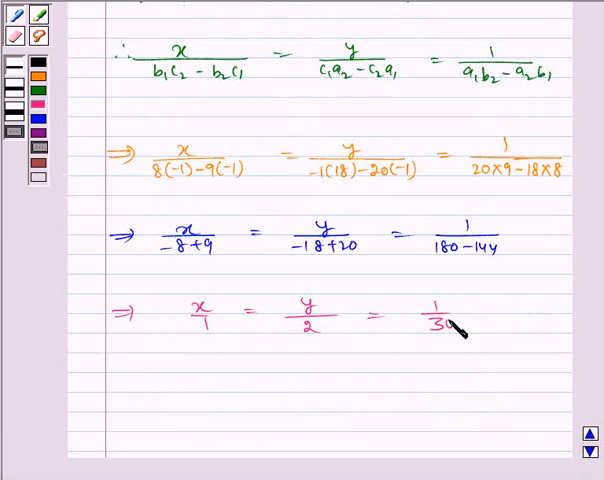 ∴ x / (b₁c₂ − b₂c₁) = y / (c₁a₂ − c₂a₁) = 1 / (a₁b₂ − a₂b₁)
⇒ x / (8(−1) − 9(−1)) = y / (−1(18) − 20(−1)) = 1 / (20×9 − 18×8)
⇒ x / (−8+9) = y / (−18+20) = 1 / (180 − 144)
⇒ x / 1 = y / 2 = 1 / 3